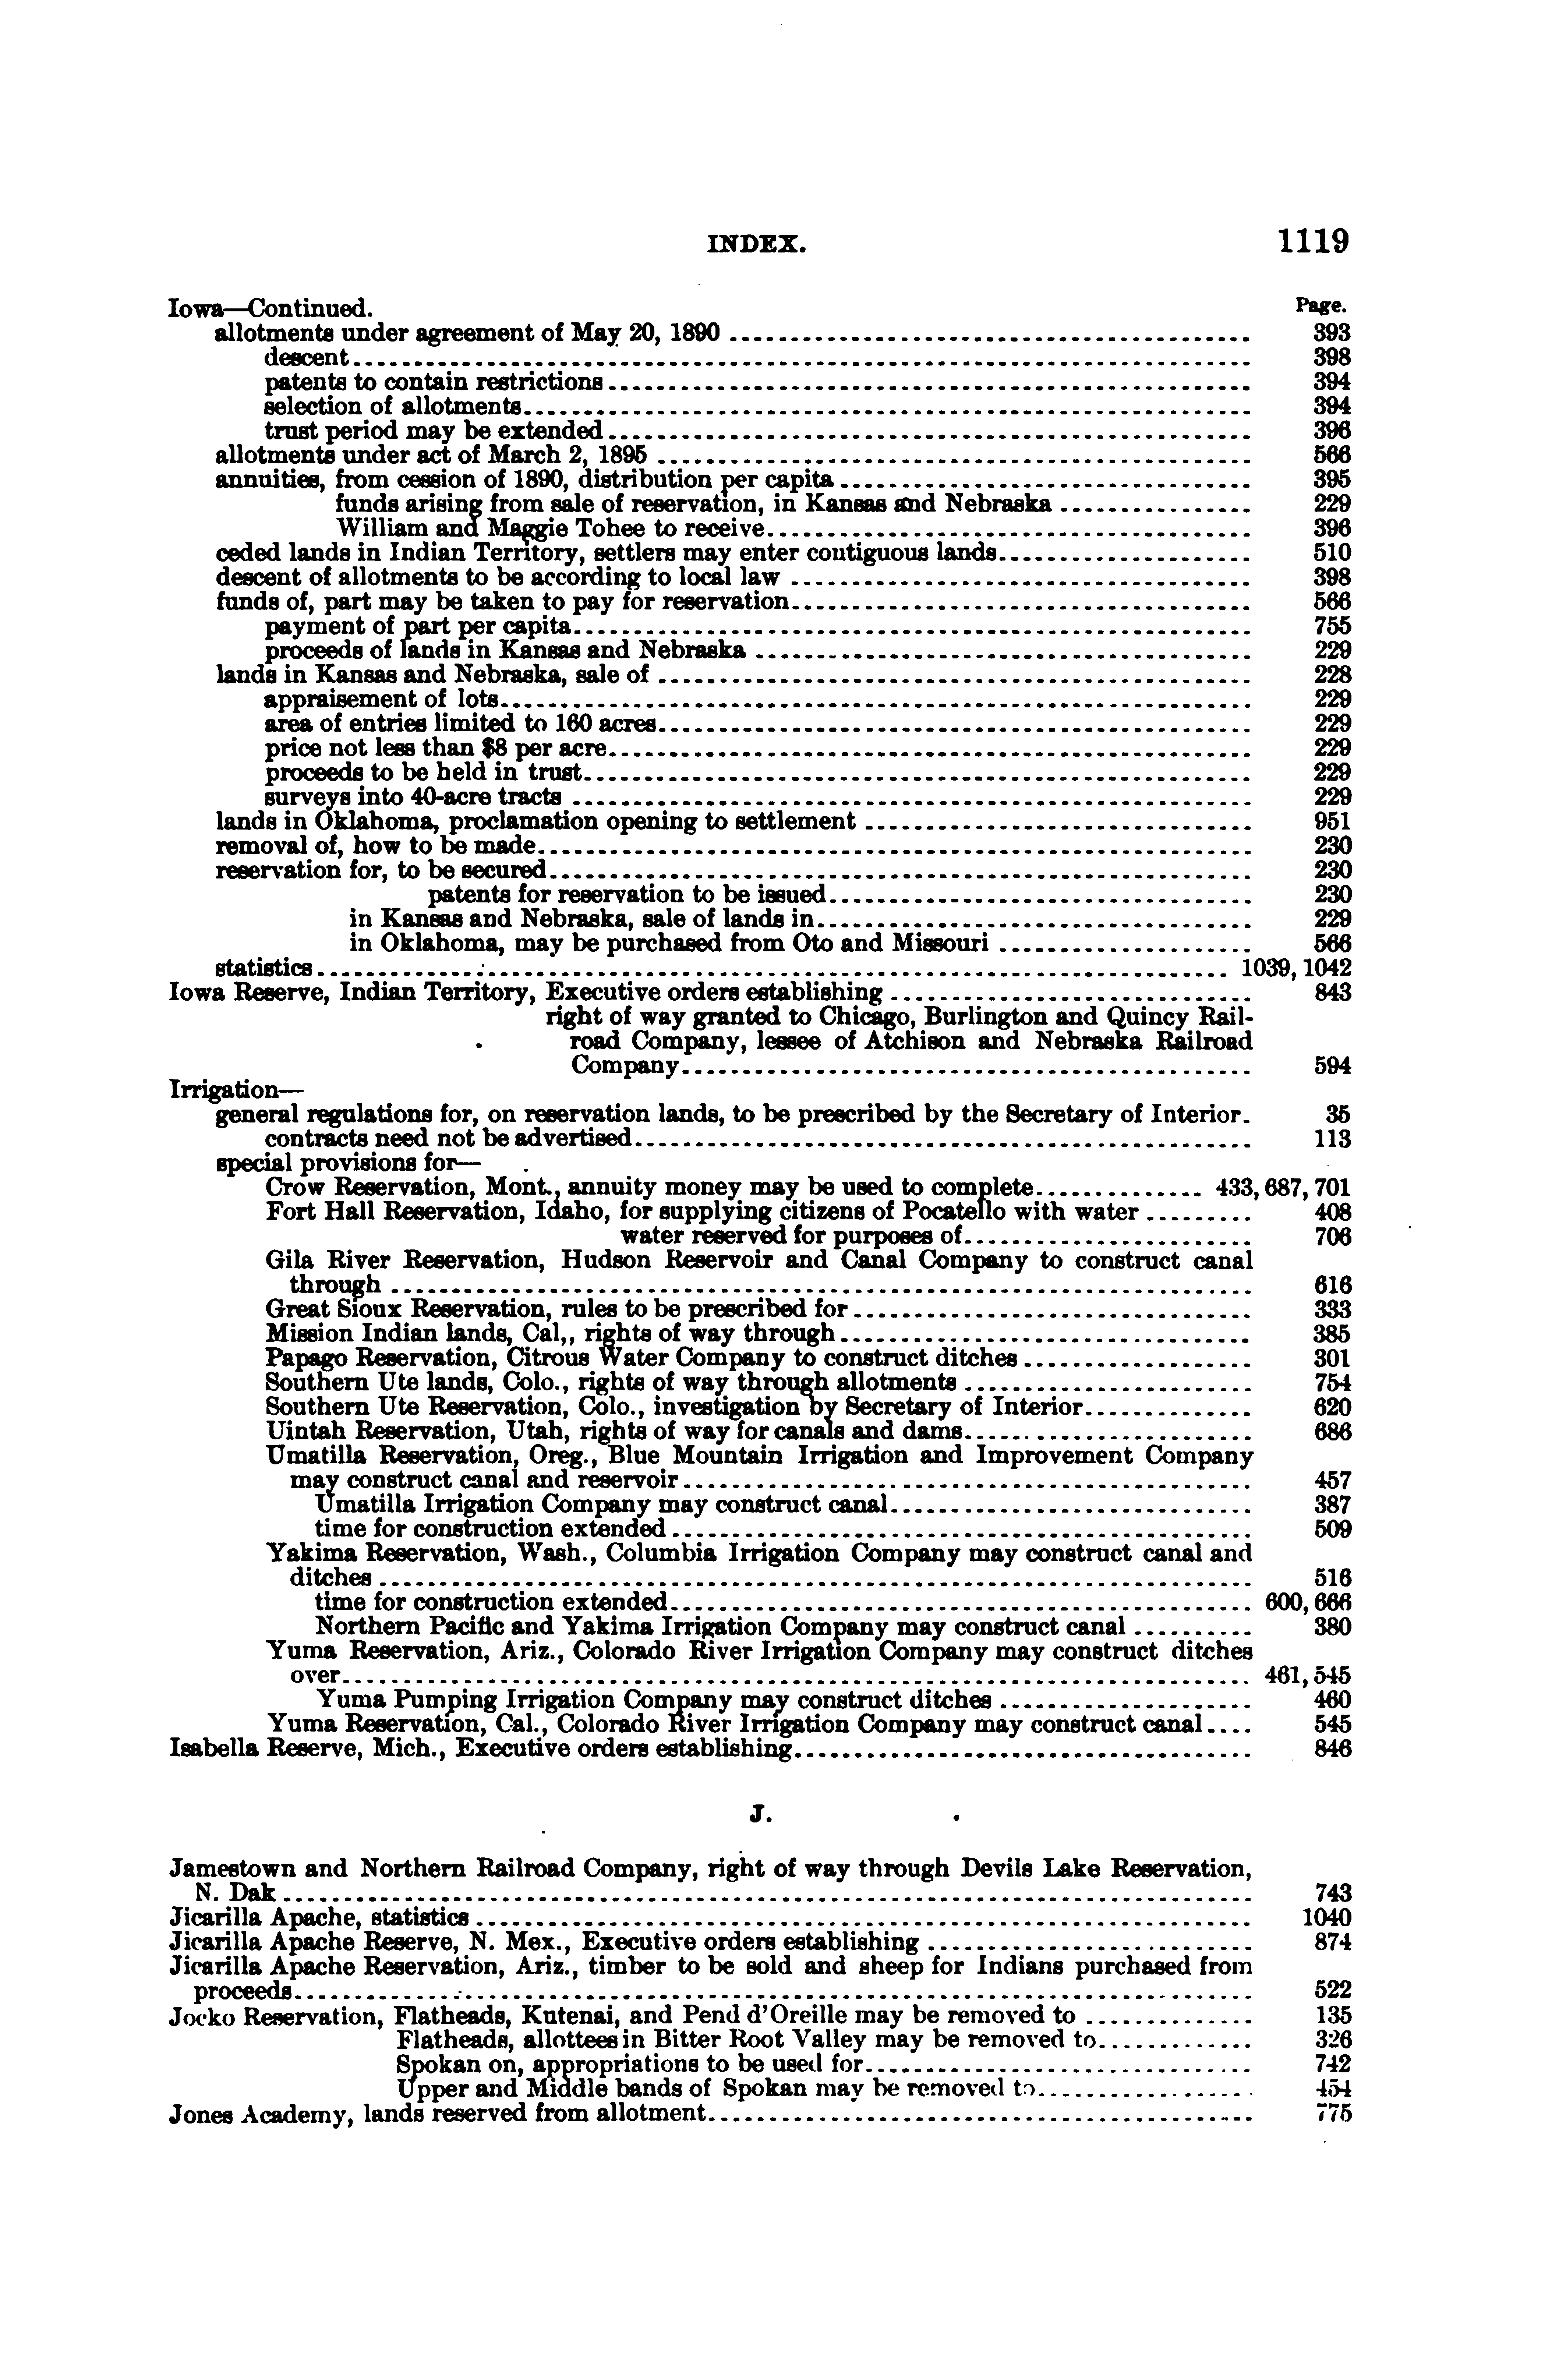 INDEX. 1119
Iowa—Continued. Page.
allotments under agreement of May 20, 1890 393
descent 398
patents to contain restrictions 394
selection of allotments 394
trust period may be extended 396
allotments under act of March 2, 1895 566
annuities, from cession of 1890, distribution per capita 395
funds arising from sale of reservation, in Kansas and Nebraska 229
William and Maggie Tohee to receive 396
ceded lands in Indian Territory, settlers may enter contiguous lands 510
descent of allotments to be according to local law 398
funds of, part may be taken to pay for reservation 566
payment of part per capita 755
proceeds of lands in Kansas and Nebraska 229
lands in Kansas and Nebraska, sale of 228
appraisement of lots 229
area of entries limited to 160 acres 229
price not less than $8 per acre 229
proceeds to be held in trust 229
surveys into 40-acre tracts 229
lands in Oklahoma, proclamation opening to settlement 951
removal of, how to be made 230
reservation for, to be secured 230
patents for reservation to be issued 230
in Kansas and Nebraska, sale of lands in 229
in Oklahoma, may be purchased from Oto and Missouri 566
statistics 1039, 1042
Iowa Reserve, Indian Territory, Executive orders establishing 843
right of way granted to Chicago, Burlington and Quincy Rail-
road Company, lessee of Atchison and Nebraska Railroad
Company 594
Irrigation—
general regulations for, on reservation lands, to be prescribed by the Secretary of Interior. 35
contracts need not be advertised 113
special provisions for—
Crow Reservation, Mont., annuity money may be used to complete 433, 687, 701
Fort Hall Reservation, Idaho, for supplying citizens of Pocatello with water 408
water reserved for purposes of 706
Gila River Reservation, Hudson Reservoir and Canal Company to construct canal
through 616
Great Sioux Reservation, rules to be prescribed for 333
Mission Indian lands, Cal,, rights of way through 385
Papago Reservation, Citrous Water Company to construct ditches 301
Southern Ute lands, Colo., rights of way through allotments 754
Southern Ute Reservation, Colo., investigation by Secretary of Interior 620
Uintah Reservation, Utah, rights of way for canals and dams 686
Umatilla Reservation, Oreg., Blue Mountain Irrigation and Improvement Company
may construct canal and reservoir 457
Umatilla Irrigation Company may construct canal 387
time for construction extended 509
Yakima Reservation, Wash., Columbia Irrigation Company may construct canal and
ditches 516
time for construction extended 600, 666
Northern Pacific and Yakima Irrigation Company may construct canal 380
Yuma Reservation, Ariz., Colorado River Irrigation Company may construct ditches
over 461, 545
Yuma Pumping Irrigation Company may construct ditches 460
Yuma Reservation, Cal., Colorado River Irrigation Company may construct canal 545
Isabella Reserve, Mich., Executive orders establishing 846
J.
Jamestown and Northern Railroad Company, right of way through Devils Lake Reservation,
N. Dak 743
Jicarilla Apache, statistics 1040
Jicarilla Apache Reserve, N. Mex., Executive orders establishing 874
Jicarilla Apache Reservation, Ariz., timber to be sold and sheep for Indians purchased from
proceeds 522
Jocko Reservation, Flatheads, Kutenai, and Pend d'Oreille may be removed to 135
Flatheads, allottees in Bitter Root Valley may be removed to 326
Spokan on, appropriations to be used for 742
Upper and Middle bands of Spokan may be removed to 454
Jones Academy, lands reserved from allotment 775